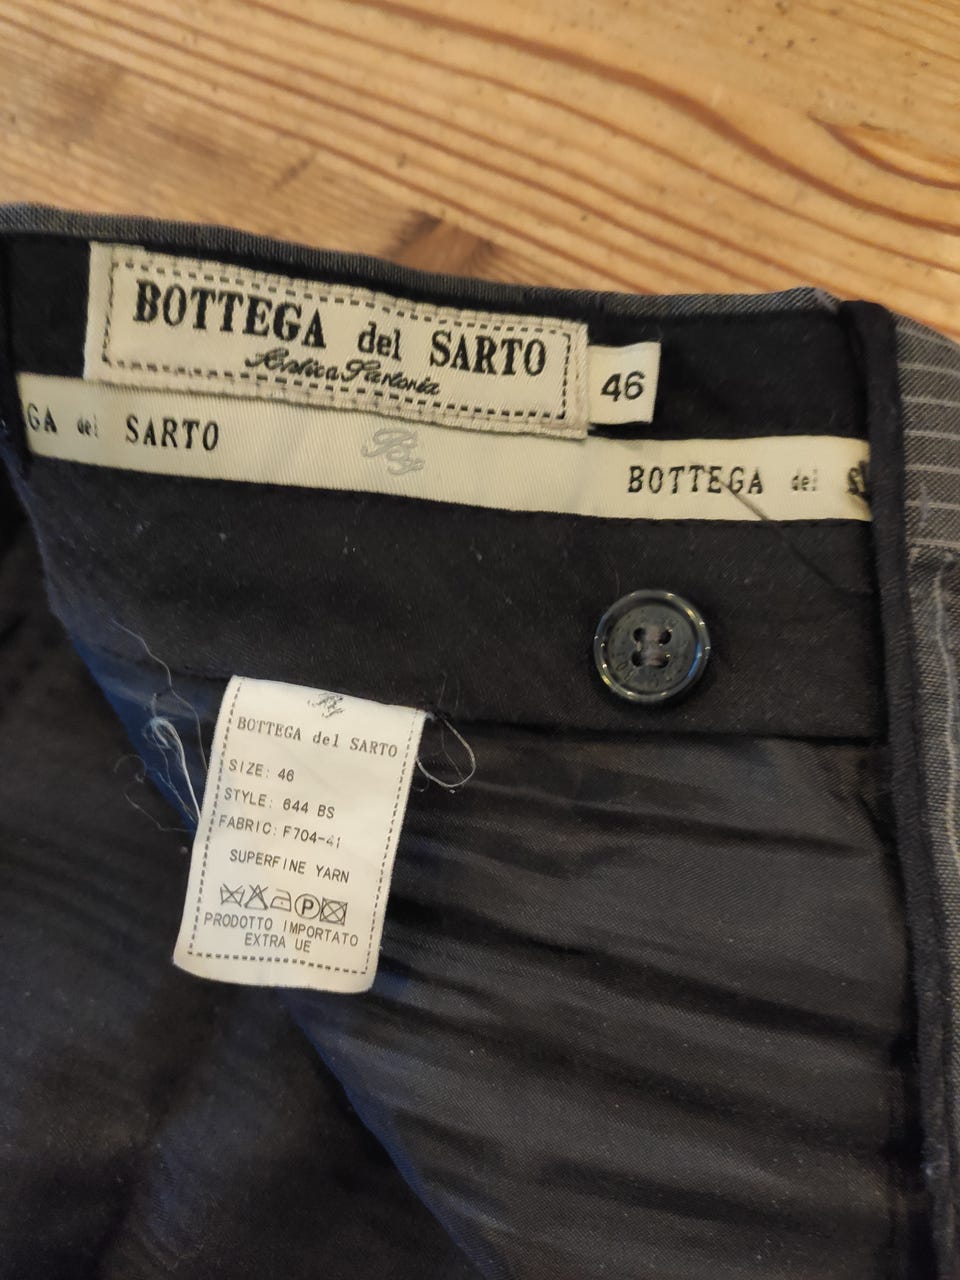 BOTTEGA del SARTO
Antica Sartoria
46
GA del SARTO
BOTTEGA del
BOTTEGA del SARTO
SIZE: 46
STYLE: 644 BS
FABRIC: F704-41
SUPERFINE YARN
P
PRODOTTO IMPORTATO
EXTRA UE